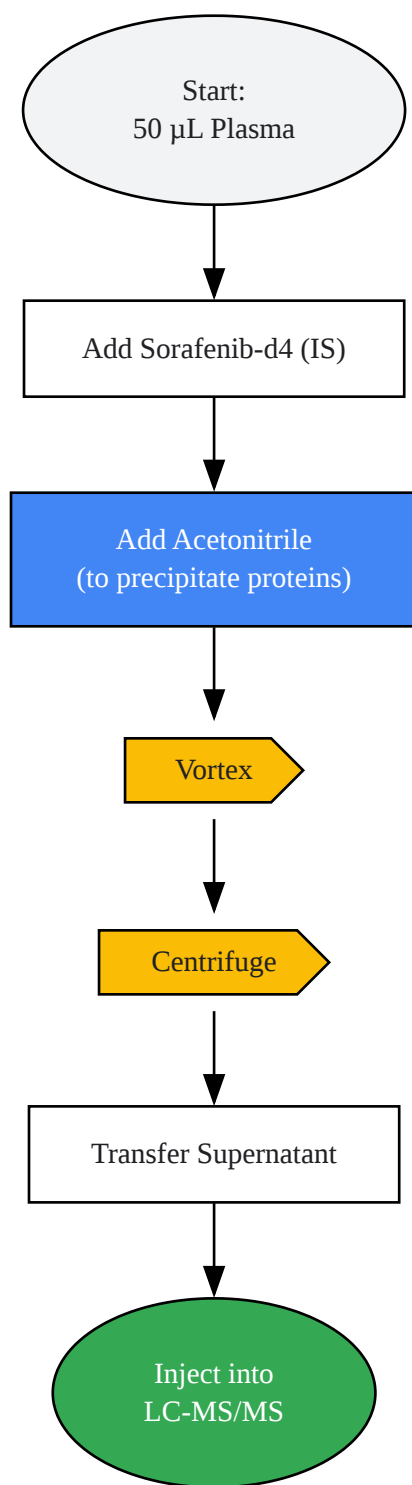 Start:
50 µL Plasma
Add Sorafenib-d4 (IS)
Add Acetonitrile
(to precipitate proteins)
Vortex
Centrifuge
Transfer Supernatant
Inject into
LC-MS/MS